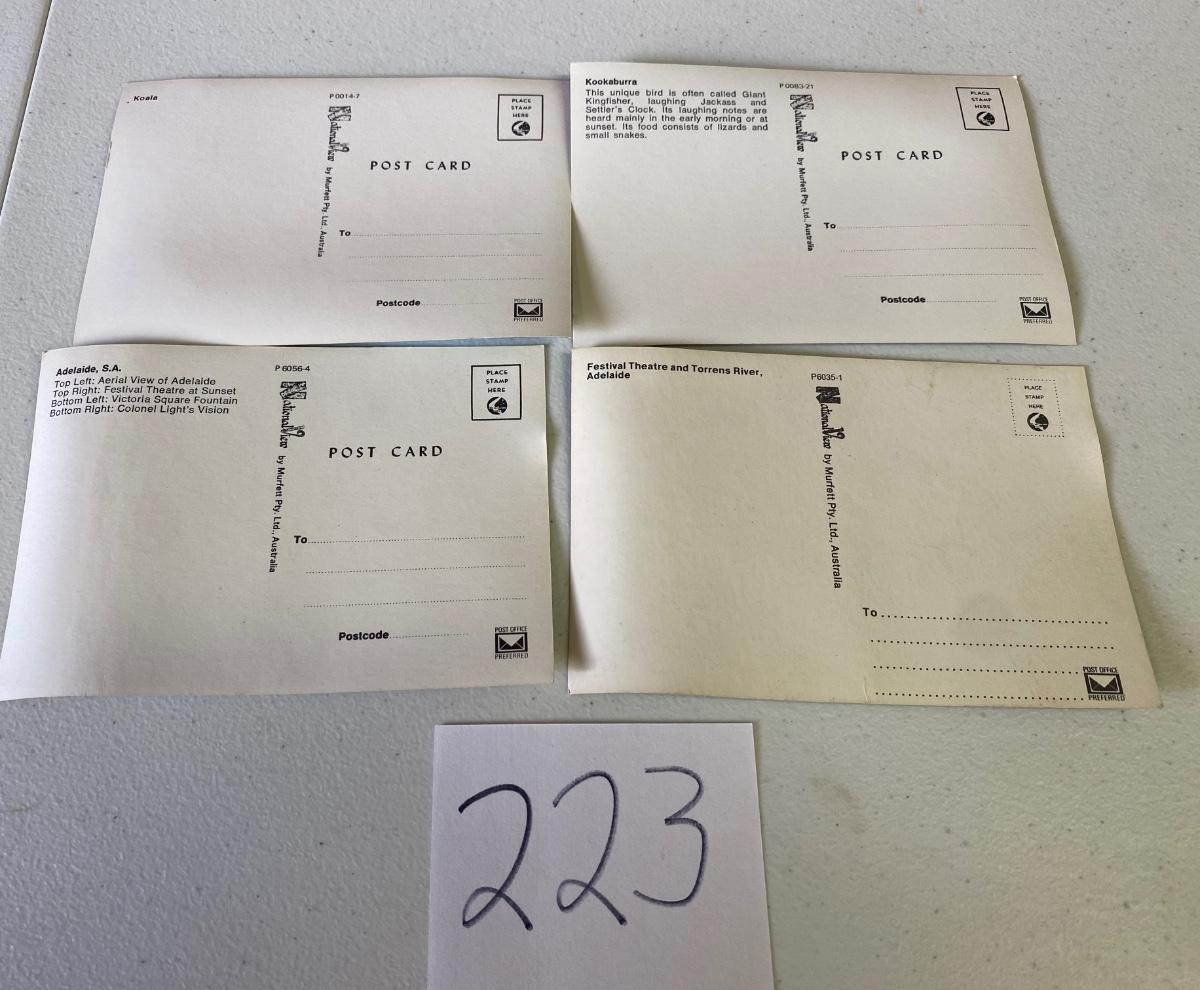 Koala
P 0014-7
PLACE
STAMP
HERE
NationalView by Murfett Pty. Ltd., Australia
POST CARD
To
Postcode
POST OFFICE
PREFERRED
Kookaburra
This unique bird is often called Giant
Kingfisher, laughing Jackass and
Settler's Clock. Its laughing notes are
heard mainly in the early morning or at
sunset. Its food consists of lizards and
small snakes.
P 0083-21
PLACE
STAMP
HERE
NationalView by Murfett Pty. Ltd., Australia
POST CARD
To
Postcode
POST OFFICE
PREFERRED
Adelaide, S.A.
Top Left: Aerial View of Adelaide
Top Right: Festival Theatre at Sunset
Bottom Left: Victoria Square Fountain
Bottom Right: Colonel Light's Vision
P 6056-4
PLACE
STAMP
HERE
NationalView by Murfett Pty. Ltd., Australia
POST CARD
To
Postcode
POST OFFICE
PREFERRED
Festival Theatre and Torrens River,
Adelaide
P6035-1
PLACE
STAMP
HERE
NationalView by Murfett Pty. Ltd., Australia
To
POST OFFICE
PREFERRED
223